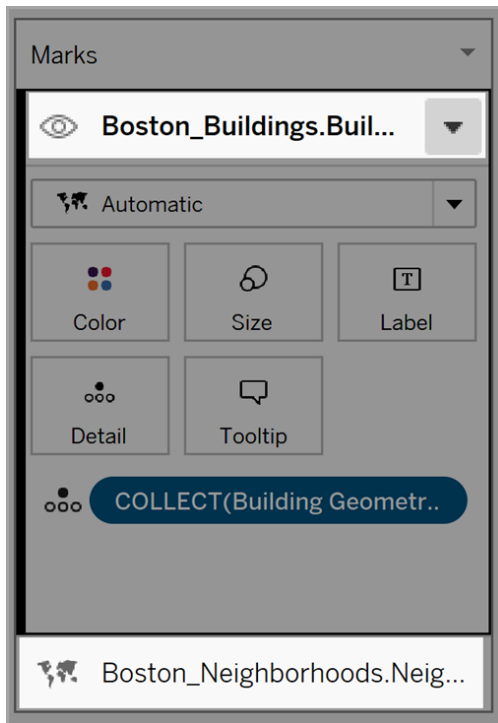 Marks
Boston_Buildings.Buil...
Automatic
Color Size Label
Detail Tooltip
COLLECT(Building Geometr..
Boston_Neighborhoods.Neig...